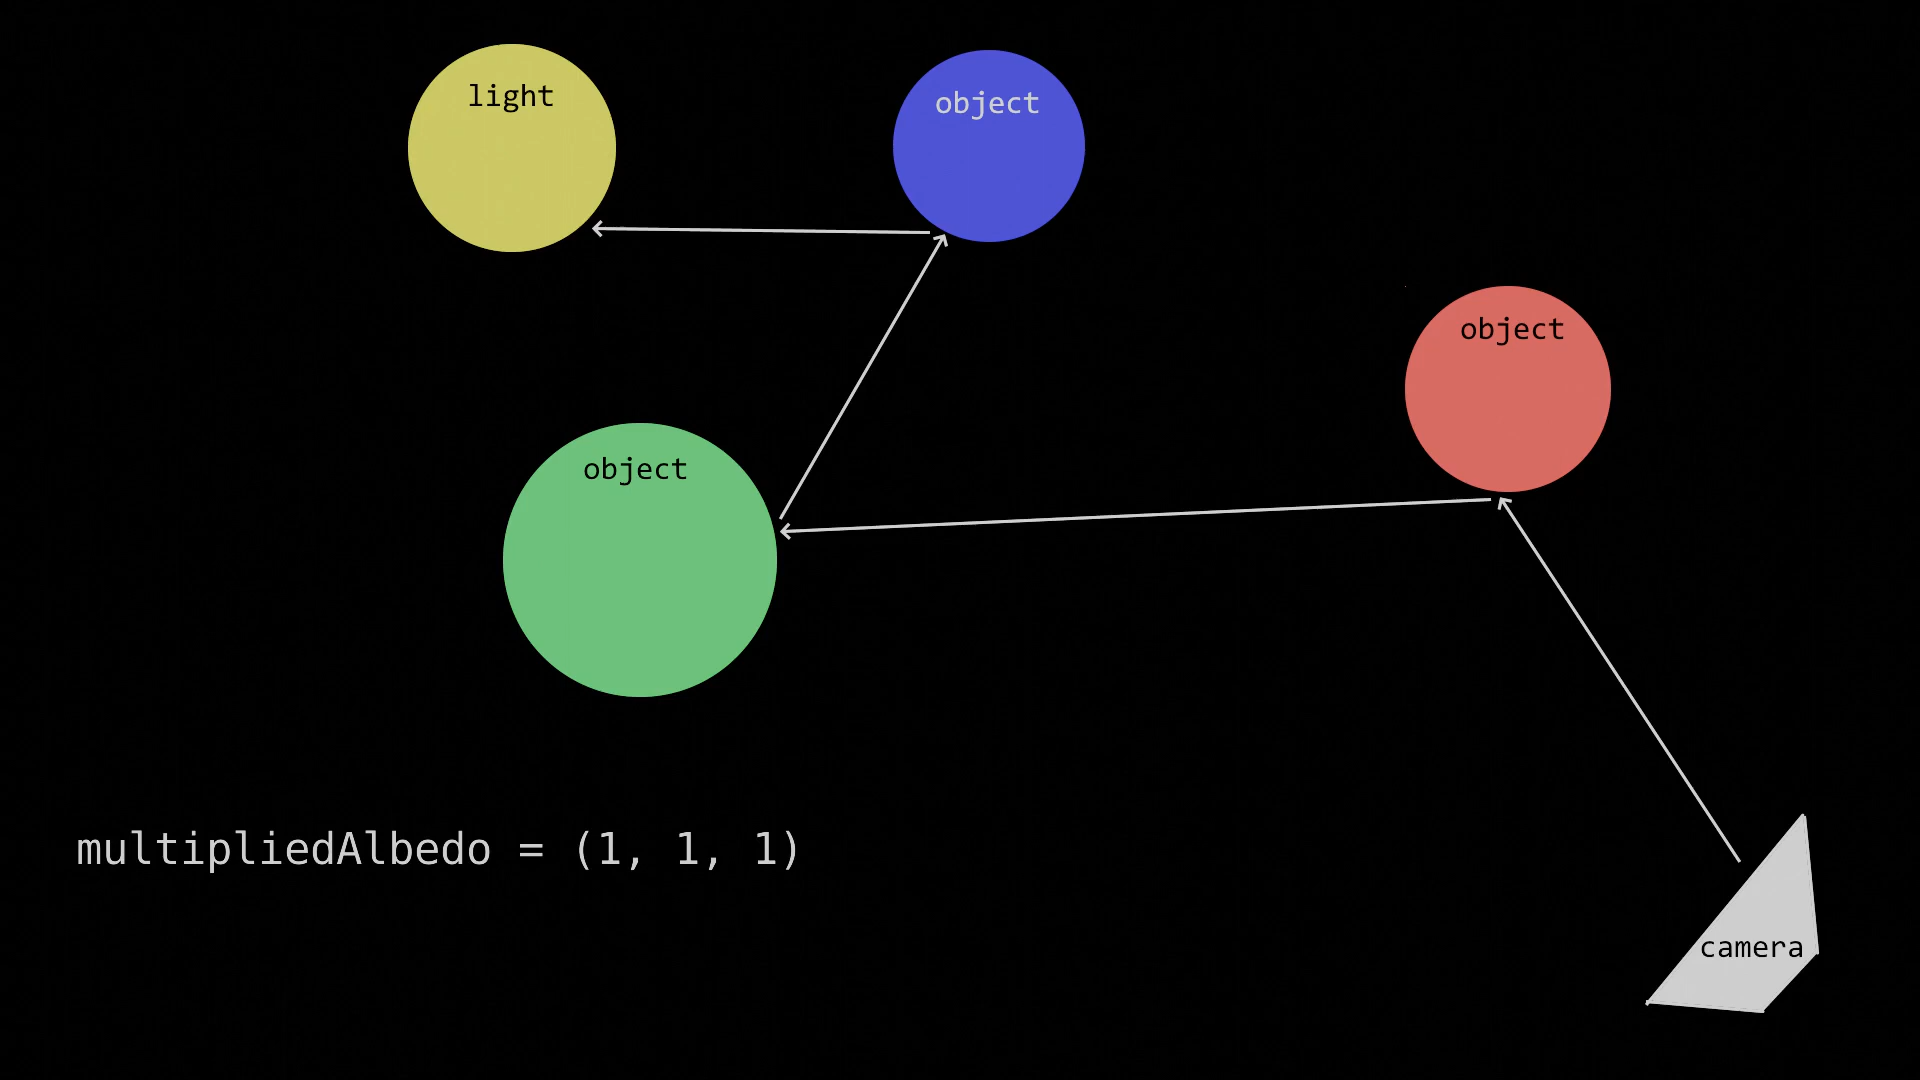 light
object
object
object
multipliedAlbedo = (1, 1, 1)
camera